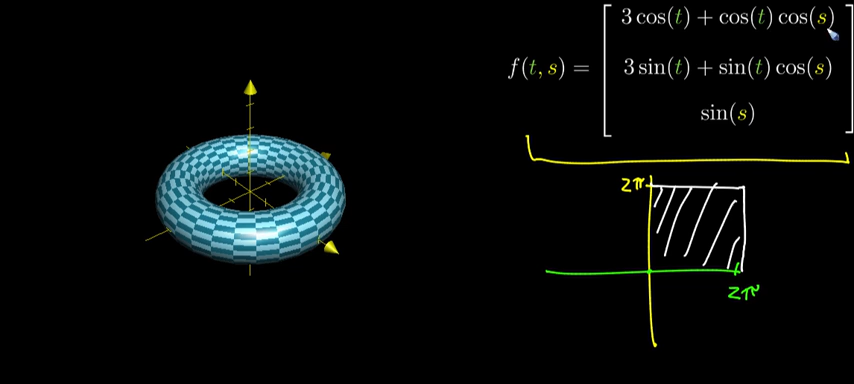 3 cos(t) + cos(t) cos(s)
f(t, s) = 3 sin(t) + sin(t) cos(s)
sin(s)
2π
2π